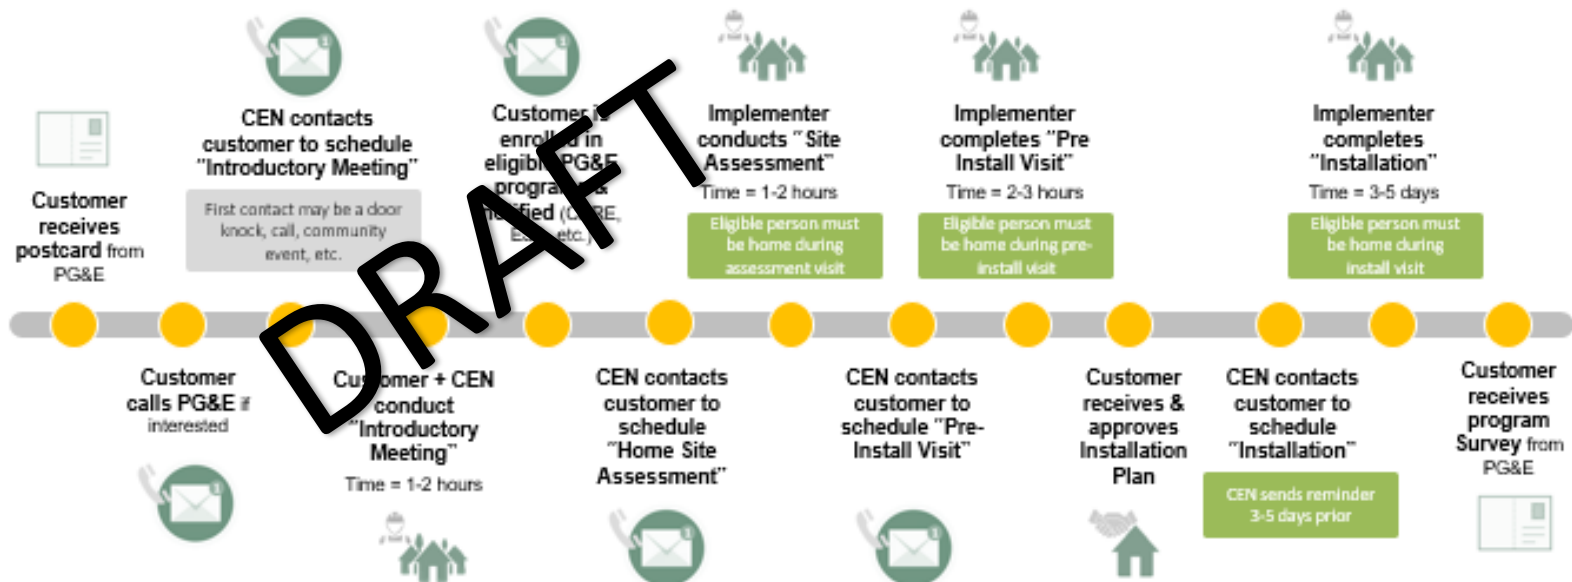 Customer
receives
postcard from
PG&E
Customer
calls PG&E if
interested
CEN contacts
customer to schedule
"Introductory Meeting"
First contact may be a door
knock, call, community
event, etc.
Customer + CEN
conduct
"Introductory
Meeting"
Time = 1-2 hours
Customer is
enrolled in
eligible PG&E
programs &
notified
etc.)
CEN contacts
customer to
schedule
"Home Site
Assessment"
Implementer
conducts "Site
Assessment"
Time = 1-2 hours
Eligible person must
be home during
assessment visit
CEN contacts
customer to
schedule "Pre-
Install Visit"
Implementer
completes "Pre
Install Visit"
Time = 2-3 hours
Eligible person must
be home during pre-
install visit
Customer
receives &
approves
Installation
Plan
CEN contacts
customer to
schedule
"Installation"
CEN sends reminder
3-5 days prior
Implementer
completes
"Installation"
Time = 3-5 days
Eligible person must
be home during
install visit
Customer
receives
program
Survey from
PG&E
DRAFT